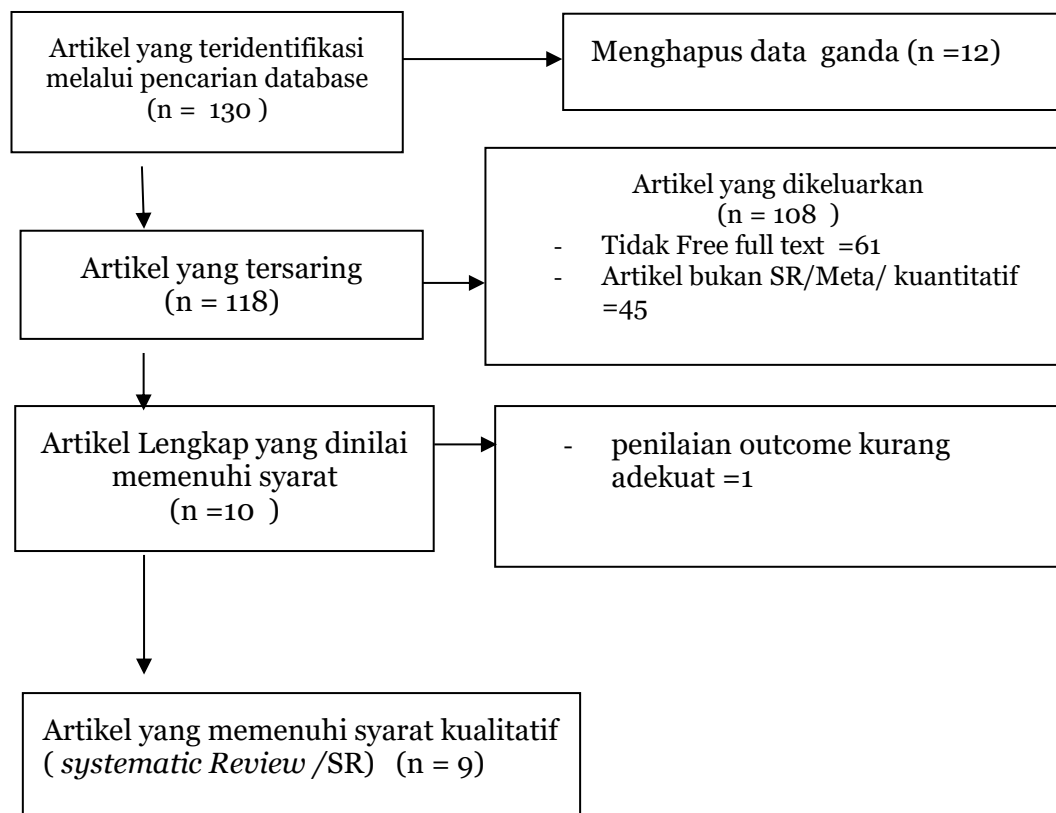 Artikel yang teridentifikasi
melalui pencarian database
(n =  130 )
Menghapus data  ganda (n =12)
Artikel yang tersaring
(n = 118)
Artikel yang dikeluarkan
(n = 108  )
- Tidak Free full text  =61
- Artikel bukan SR/Meta/ kuantitatif
=45
Artikel Lengkap yang dinilai
memenuhi syarat
(n =10  )
- penilaian outcome kurang
adekuat =1
Artikel yang memenuhi syarat kualitatif
( systematic Review /SR)   (n = 9)